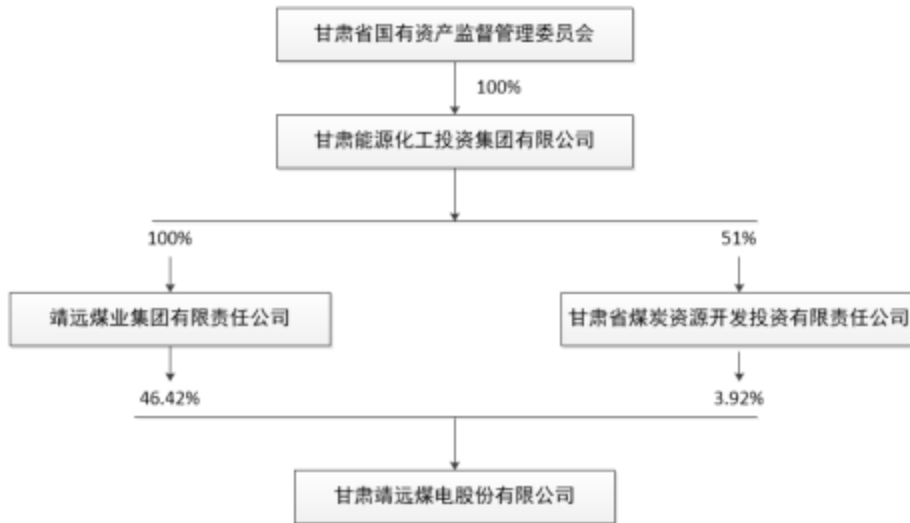 甘肃省国有资产监督管理委员会
100%
甘肃能源化工投资集团有限公司
100%
51%
靖远煤业集团有限责任公司
甘肃省煤炭资源开发投资有限责任公司
46.42%
3.92%
甘肃靖远煤电股份有限公司